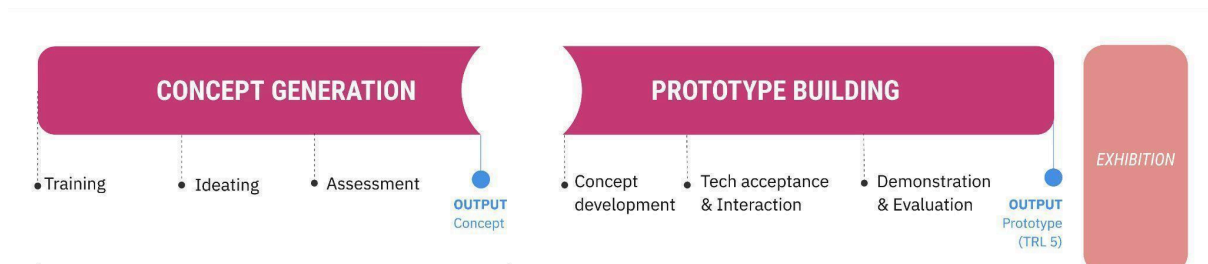 CONCEPT GENERATION
PROTOTYPE BUILDING
EXHIBITION
Training
Ideating
Assessment
OUTPUT
Concept
Concept
development
Tech acceptance
& Interaction
Demonstration
& Evaluation
OUTPUT
Prototype
(TRL 5)